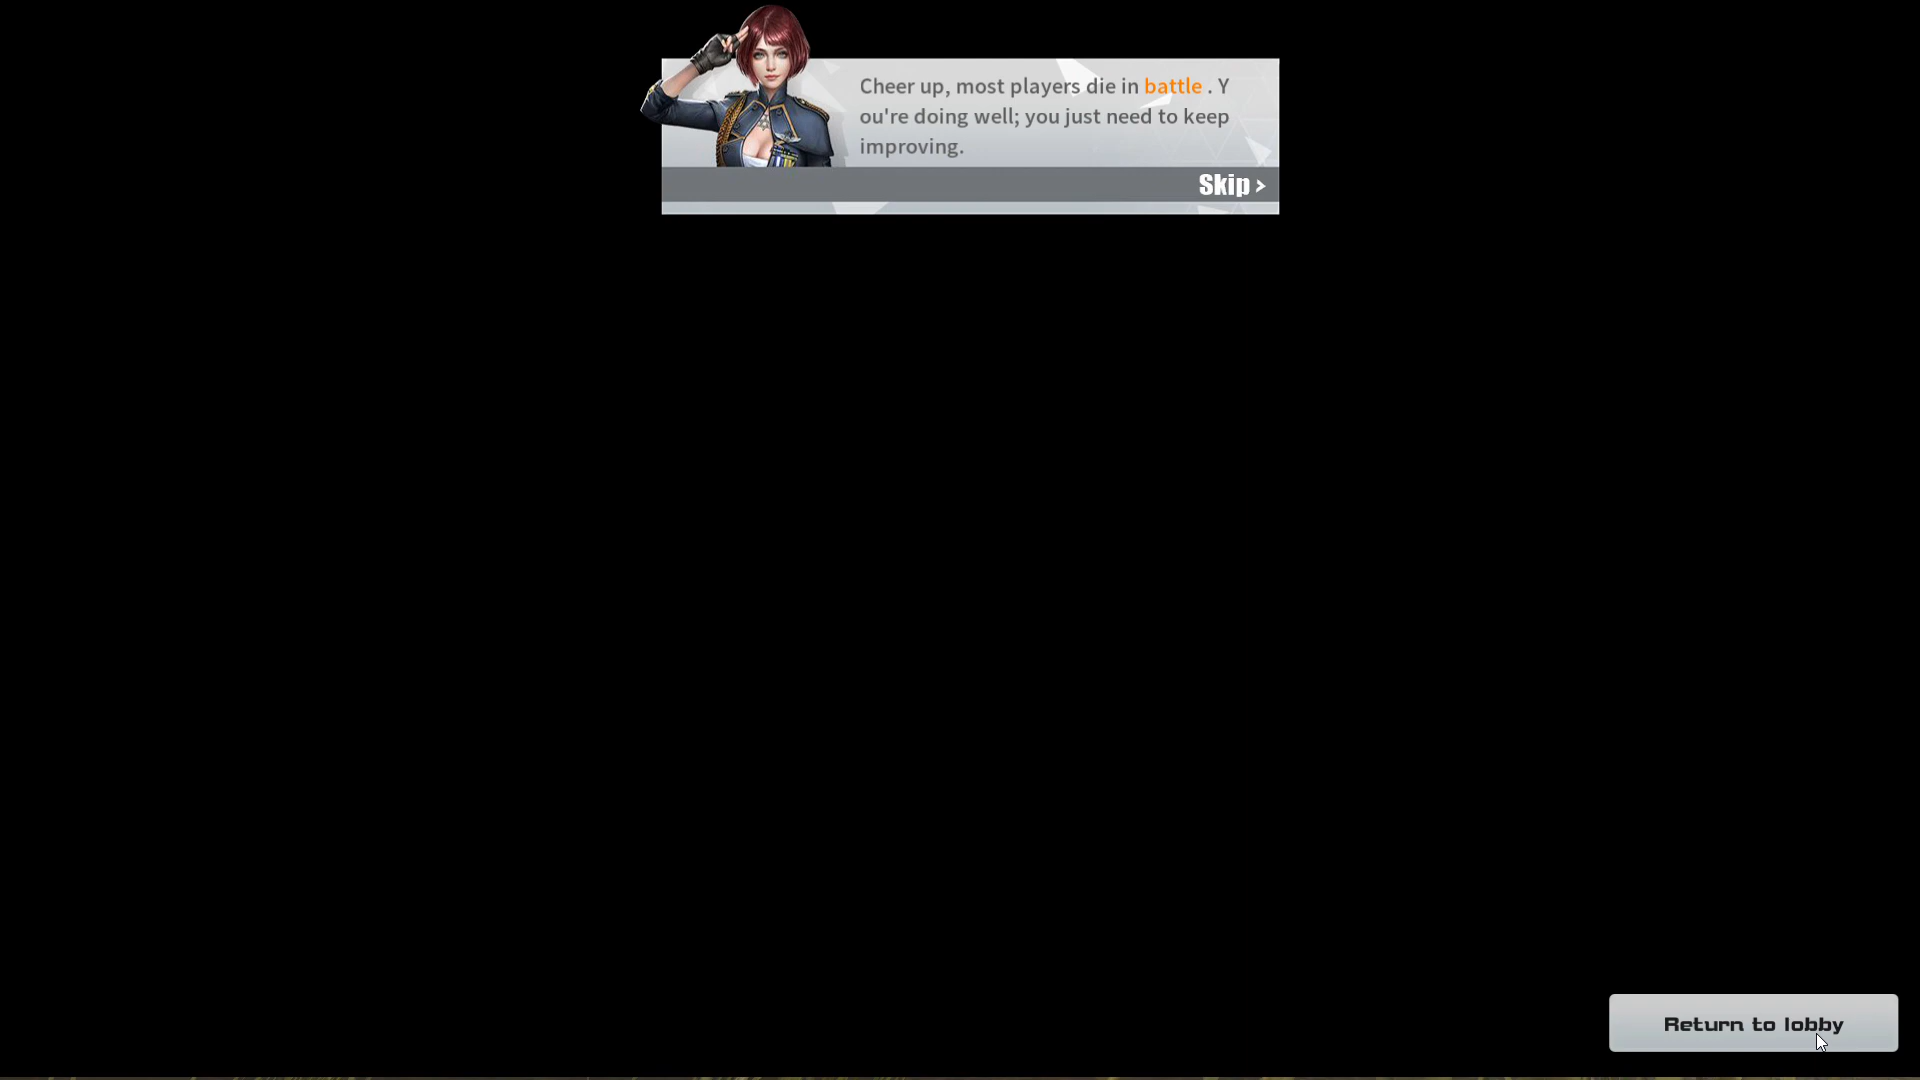 Cheer up, most players die in battle . Y
ou're doing well; you just need to keep
improving.
Skip >
Return to lobby